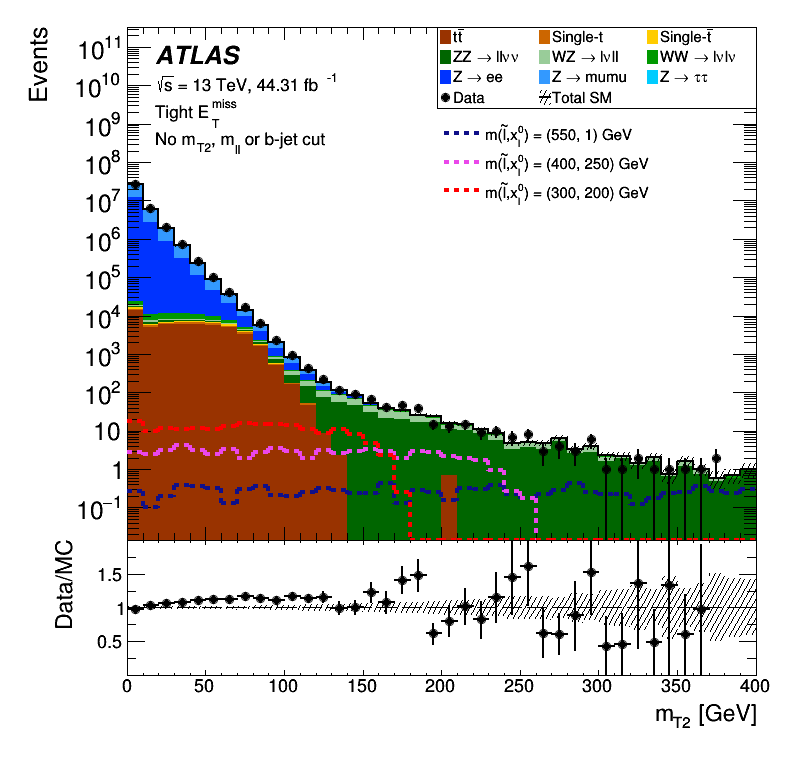 Events
10¹¹
10¹⁰
10⁹
10⁸
10⁷
10⁶
10⁵
10⁴
10³
10²
10
1
10⁻¹
ATLAS
√s = 13 TeV, 44.31 fb⁻¹
Tight E_T^miss
No m_T2, m_ll or b-jet cut
tt̄ Single-t Single-t̄
ZZ → llνν WZ → lνll WW → lνlν
Z → ee Z → mumu Z → ττ
Data Total SM
m(l̃,x⁰_l) = (550, 1) GeV
m(l̃,x⁰_l) = (400, 250) GeV
m(l̃,x⁰_l) = (300, 200) GeV
Data/MC
1.5
1
0.5
0 50 100 150 200 250 300 350 400
m_T2 [GeV]